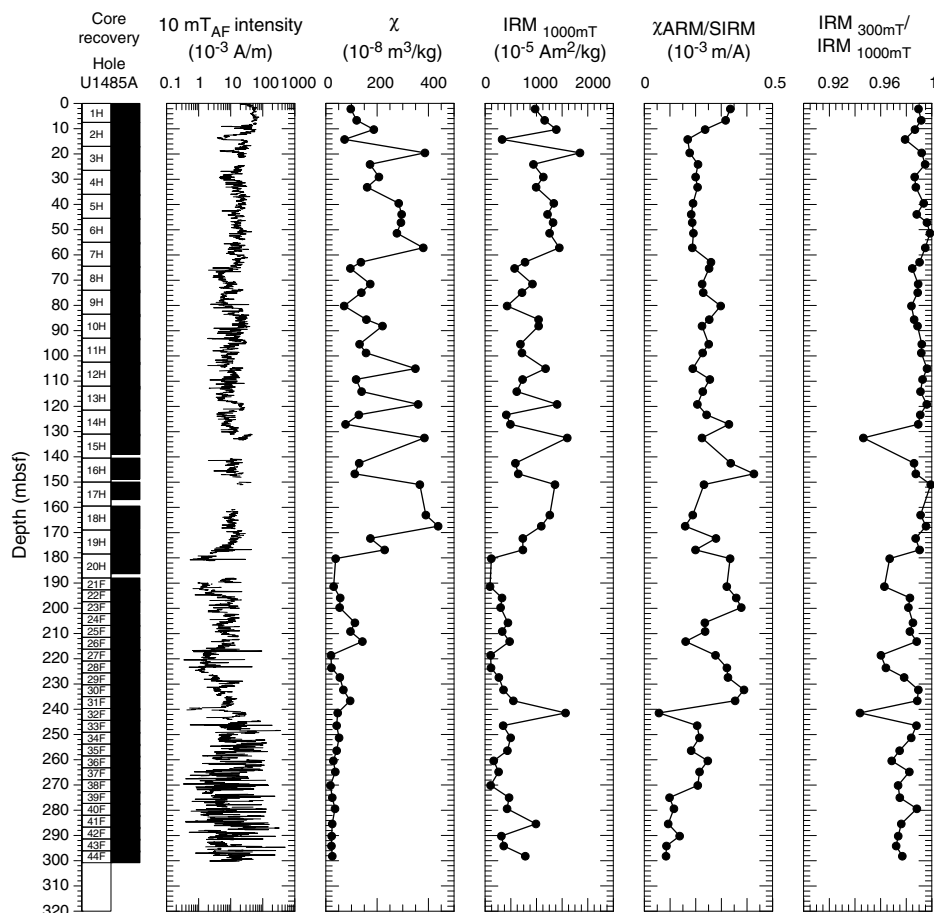 Core
recovery
Hole
U1485A
10 mT AF intensity
(10-3 A/m)
0.1 1 10 100 1000
χ
(10-8 m3/kg)
0 200 400
IRM 1000mT
(10-5 Am2/kg)
0 1000 2000
χARM/SIRM
(10-3 m/A)
0 0.5
IRM 300mT/
IRM 1000mT
0.92 0.96 1
Depth (mbsf)
0
10
20
30
40
50
60
70
80
90
100
110
120
130
140
150
160
170
180
190
200
210
220
230
240
250
260
270
280
290
300
310
320
1H
2H
3H
4H
5H
6H
7H
8H
9H
10H
11H
12H
13H
14H
15H
16H
17H
18H
19H
20H
21F
22F
23F
24F
25F
26F
27F
28F
29F
30F
31F
32F
33F
34F
35F
36F
37F
38F
39F
40F
41F
42F
43F
44F